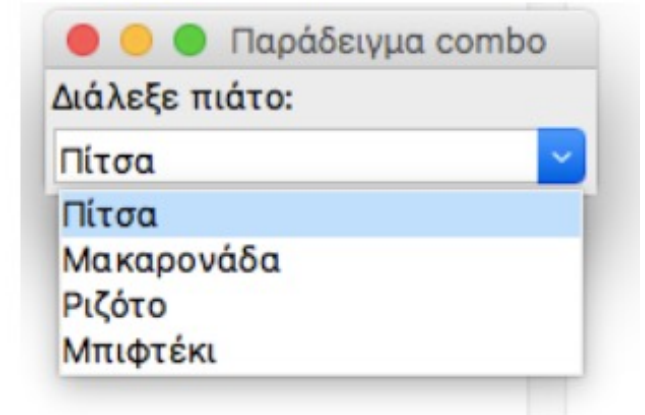 Παράδειγμα combo
Διάλεξε πιάτο:
Πίτσα
Πίτσα
Μακαρονάδα
Ριζότο
Μπιφτέκι